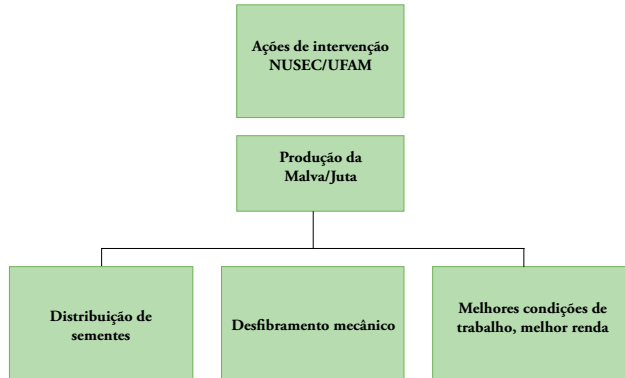 Ações de intervenção
NUSEC/UFAM
Produção da
Malva/Juta
Distribuição de
sementes
Desfibramento mecânico
Melhores condições de
trabalho, melhor renda